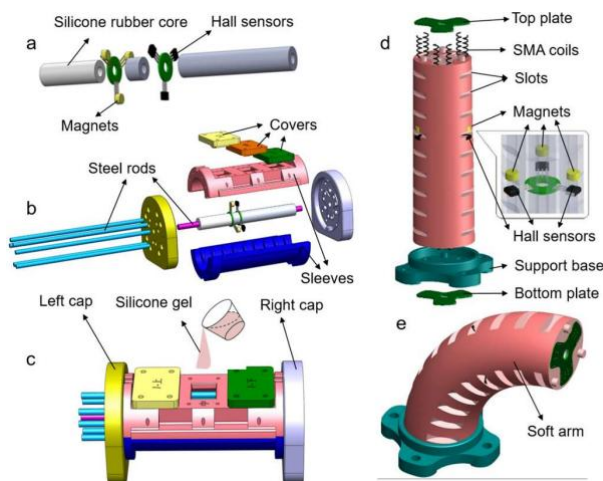 a
Silicone rubber core
Hall sensors
Magnets
Covers
Steel rods
b
Sleeves
Left cap
Silicone gel
Right cap
c
d
Top plate
SMA coils
Slots
Magnets
Hall sensors
Support base
Bottom plate
e
Soft arm